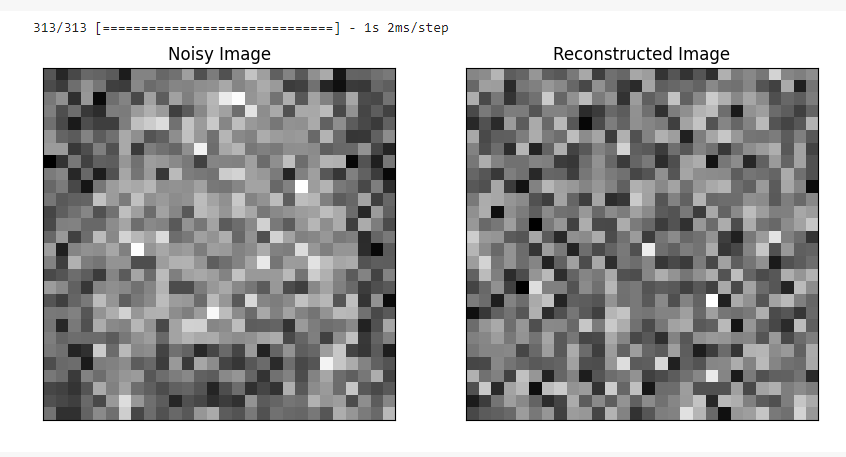 313/313 [==============================] - 1s 2ms/step
Noisy Image
Reconstructed Image